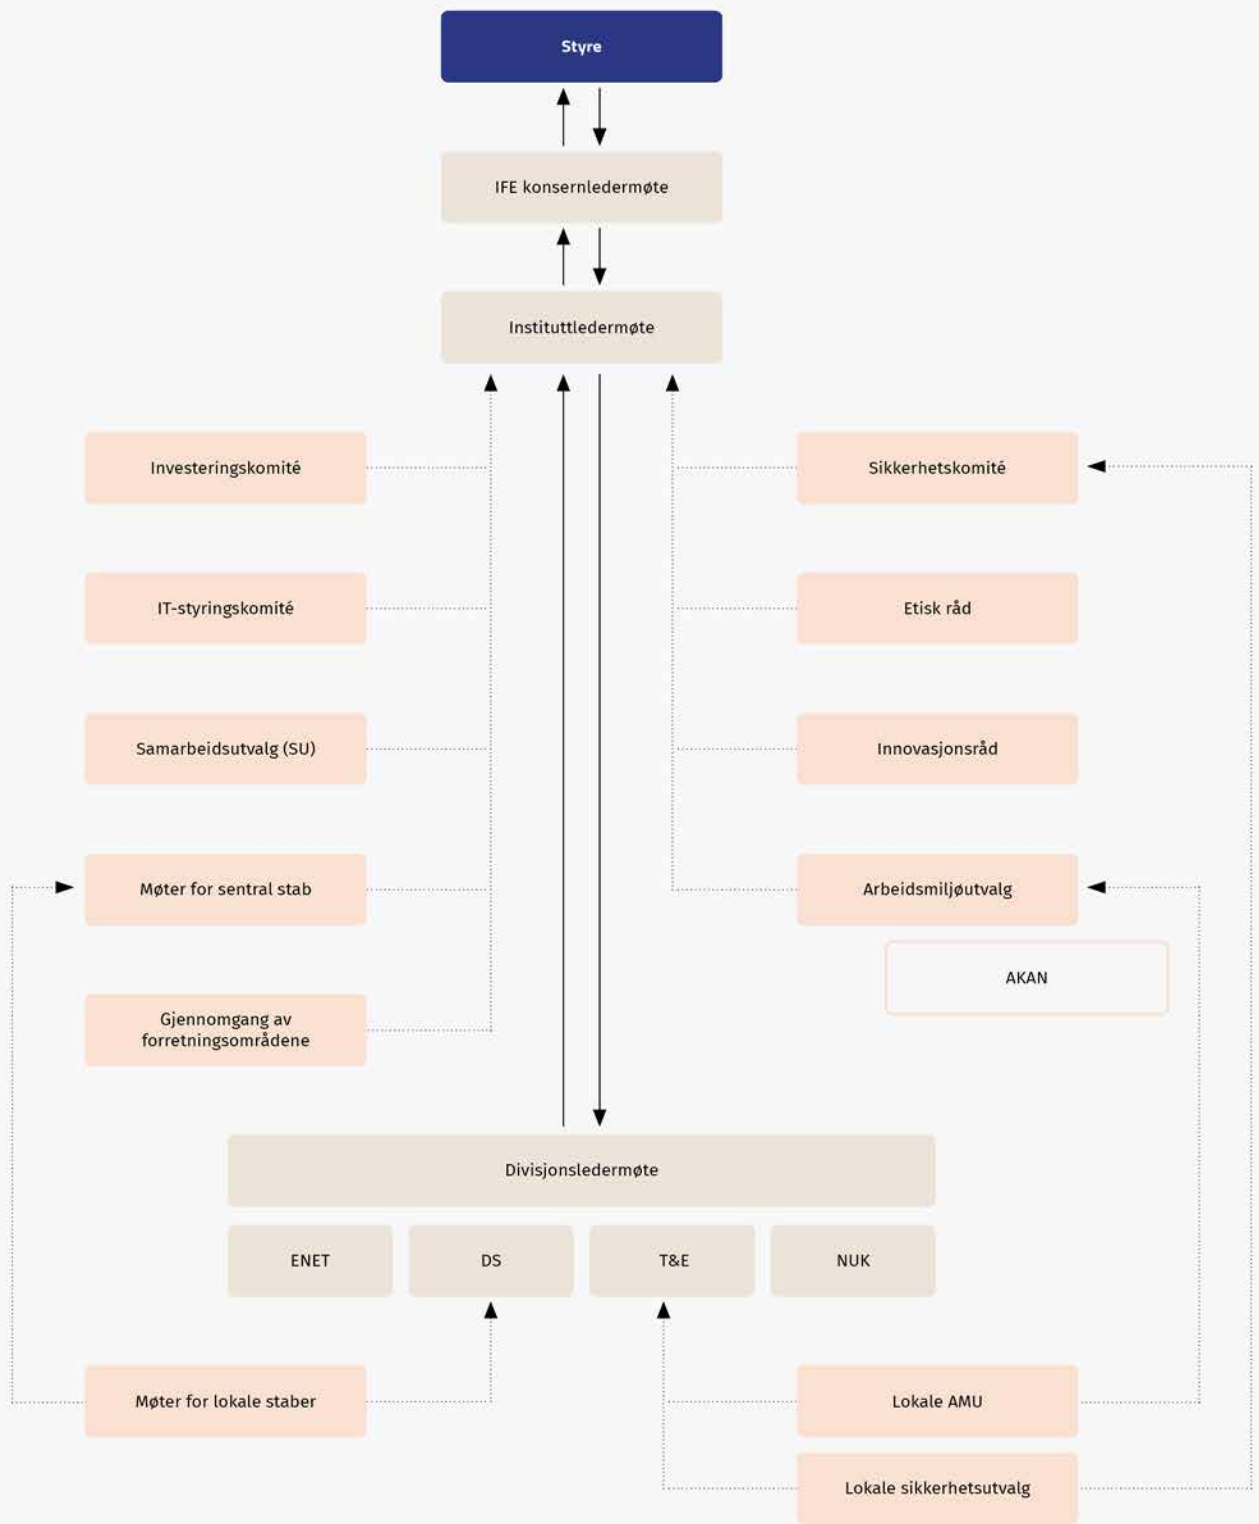 Styre
IFE konsernledermøte
Instituttledermøte
Investeringskomité
Sikkerhetskomité
IT-styringskomité
Etisk råd
Samarbeidsutvalg (SU)
Innovasjonsråd
Møter for sentral stab
Arbeidsmiljøutvalg
AKAN
Gjennomgang av
forretningsområdene
Divisjonsledermøte
ENET
DS
T&E
NUK
Møter for lokale staber
Lokale AMU
Lokale sikkerhetsutvalg